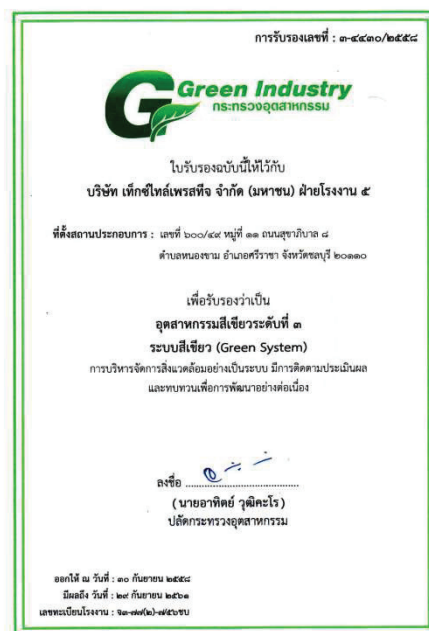 การรับรองเลขที่ : ๓-๔๔๓๐/๒๕๕๘
Green Industry
กระทรวงอุตสาหกรรม
ใบรับรองฉบับนี้ให้ไว้กับ
บริษัท เท็กซ์ไทล์เพรสทีจ จำกัด (มหาชน) ฝ่ายโรงงาน ๕
ที่ตั้งสถานประกอบการ : เลขที่ ๖๐๐/๔๙ หมู่ที่ ๑๑ ถนนสุขาภิบาล ๘
ตำบลหนองขาม อำเภอศรีราชา จังหวัดชลบุรี ๒๐๑๑๐
เพื่อรับรองว่าเป็น
อุตสาหกรรมสีเขียวระดับที่ ๓
ระบบสีเขียว (Green System)
การบริหารจัดการสิ่งแวดล้อมอย่างเป็นระบบ มีการติดตามประเมินผล
และทบทวนเพื่อการพัฒนาอย่างต่อเนื่อง
ลงชื่อ
(นายอาทิตย์ วุฒิคะโร)
ปลัดกระทรวงอุตสาหกรรม
ออกให้ ณ วันที่ : ๓๐ กันยายน ๒๕๕๘
มีผลถึง วันที่ : ๒๙ กันยายน ๒๕๖๑
เลขทะเบียนโรงงาน :